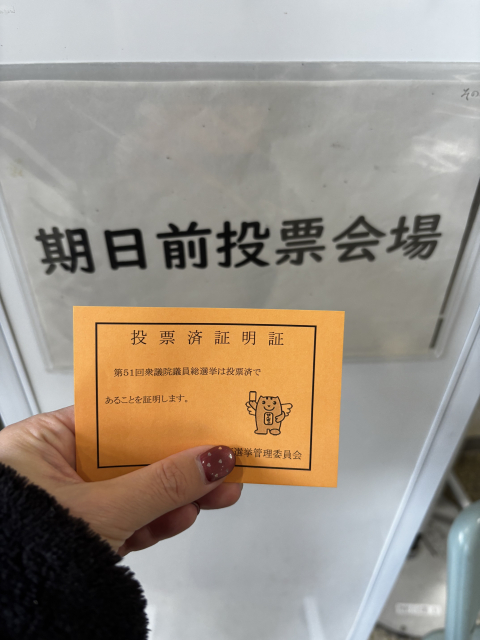 その
期日前投票会場
投票済証明証
第51回衆議院議員総選挙は投票済で
あることを証明します。
選挙管理委員会